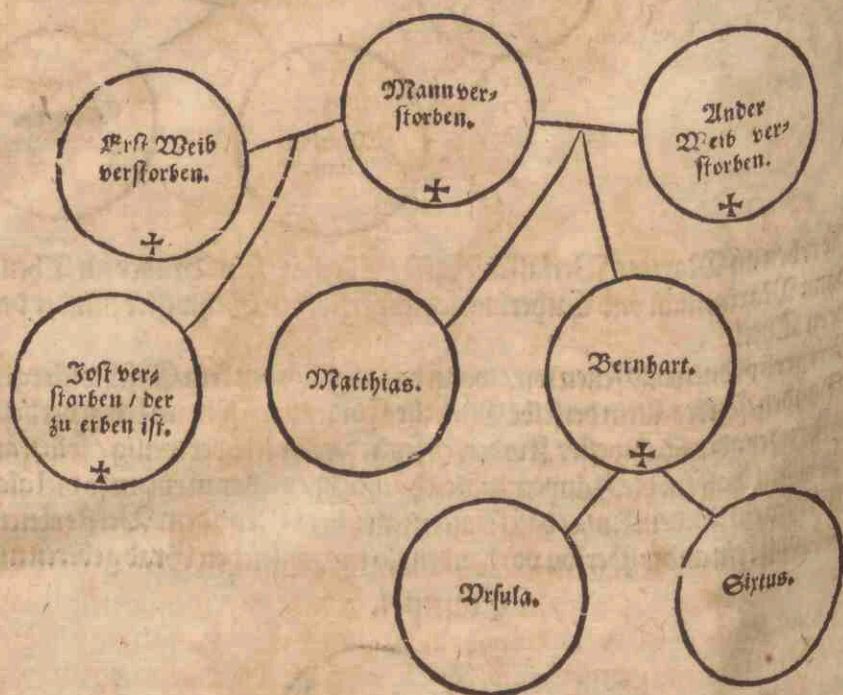 Mann ver⸗
ſtorben.
Erſt Weib
verſtorben.
Ander
Weib ver⸗
ſtorben.
Joſt ver⸗
ſtorben / der
zu erben iſt.
Matthias.
Bernhart.
Vrſula.
Sixtus.